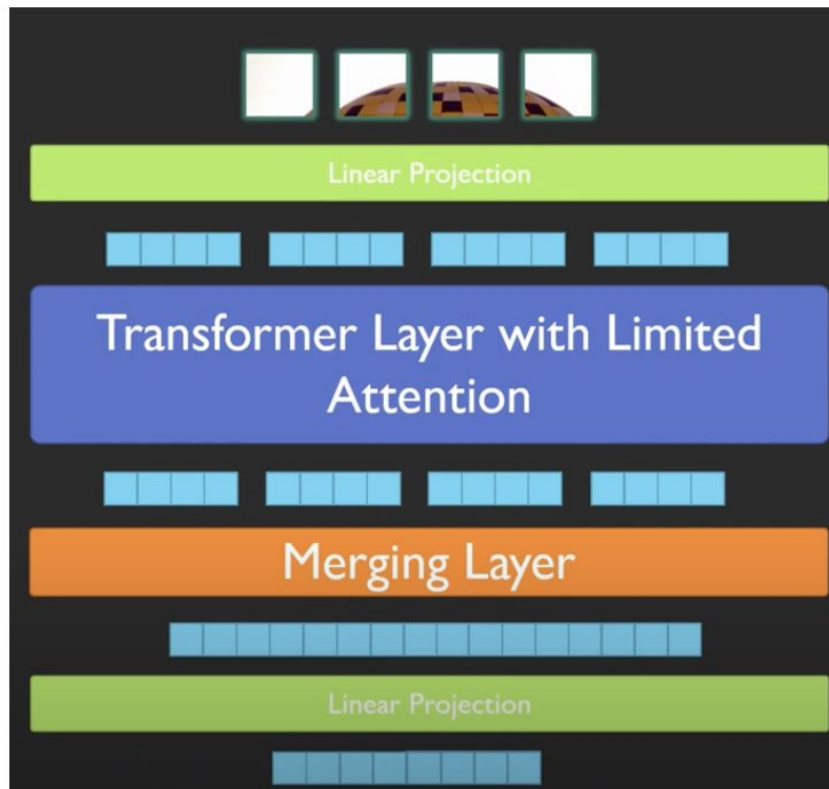 Linear Projection
Transformer Layer with Limited
Attention
Merging Layer
Linear Projection